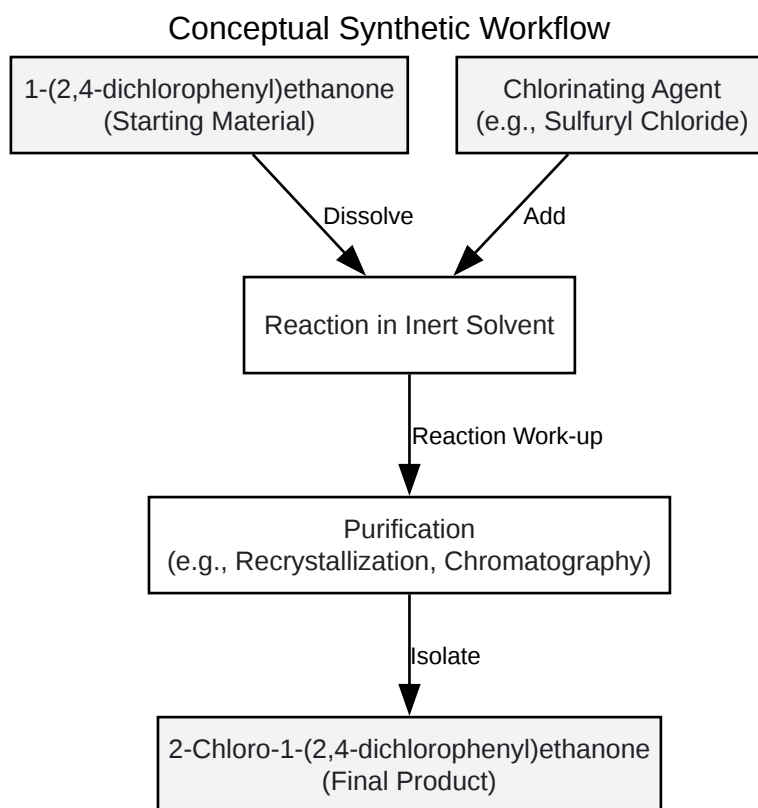 Conceptual Synthetic Workflow
1-(2,4-dichlorophenyl)ethanone
(Starting Material)
Chlorinating Agent
(e.g., Sulfuryl Chloride)
Dissolve
Add
Reaction in Inert Solvent
Reaction Work-up
Purification
(e.g., Recrystallization, Chromatography)
Isolate
2-Chloro-1-(2,4-dichlorophenyl)ethanone
(Final Product)